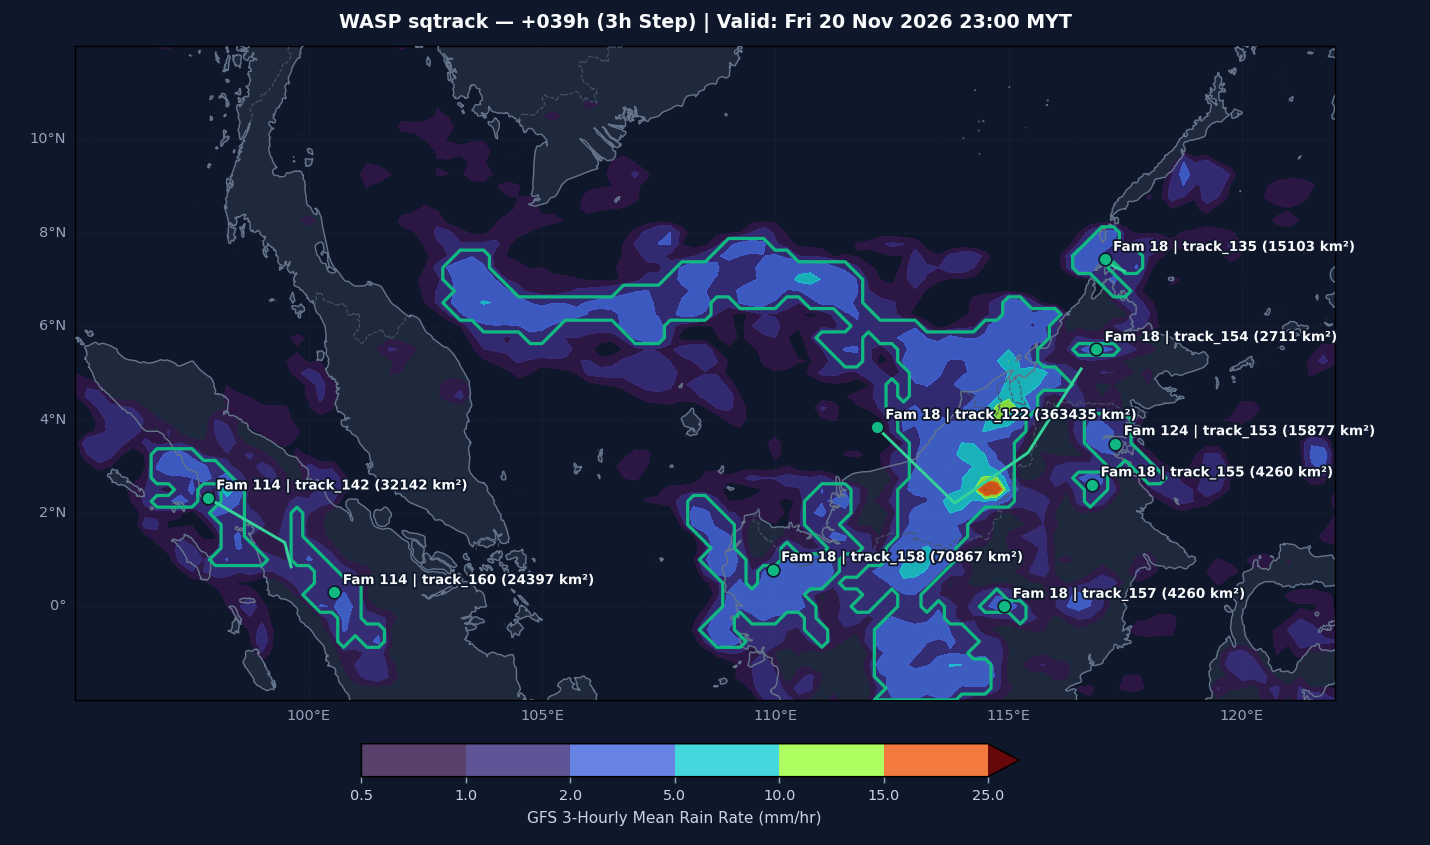 WASP sqtrack — +039h (3h Step) | Valid: Fri 20 Nov 2026 23:00 MYT
10°N
8°N
6°N
4°N
2°N
0°
Fam 18 | track_135 (15103 km²)
Fam 18 | track_154 (2711 km²)
Fam 18 | track_122 (363435 km²)
Fam 124 | track_153 (15877 km²)
Fam 18 | track_155 (4260 km²)
Fam 114 | track_142 (32142 km²)
Fam 18 | track_158 (70867 km²)
Fam 114 | track_160 (24397 km²)
Fam 18 | track_157 (4260 km²)
100°E 105°E 110°E 115°E 120°E
0.5 1.0 2.0 5.0 10.0 15.0 25.0
GFS 3-Hourly Mean Rain Rate (mm/hr)